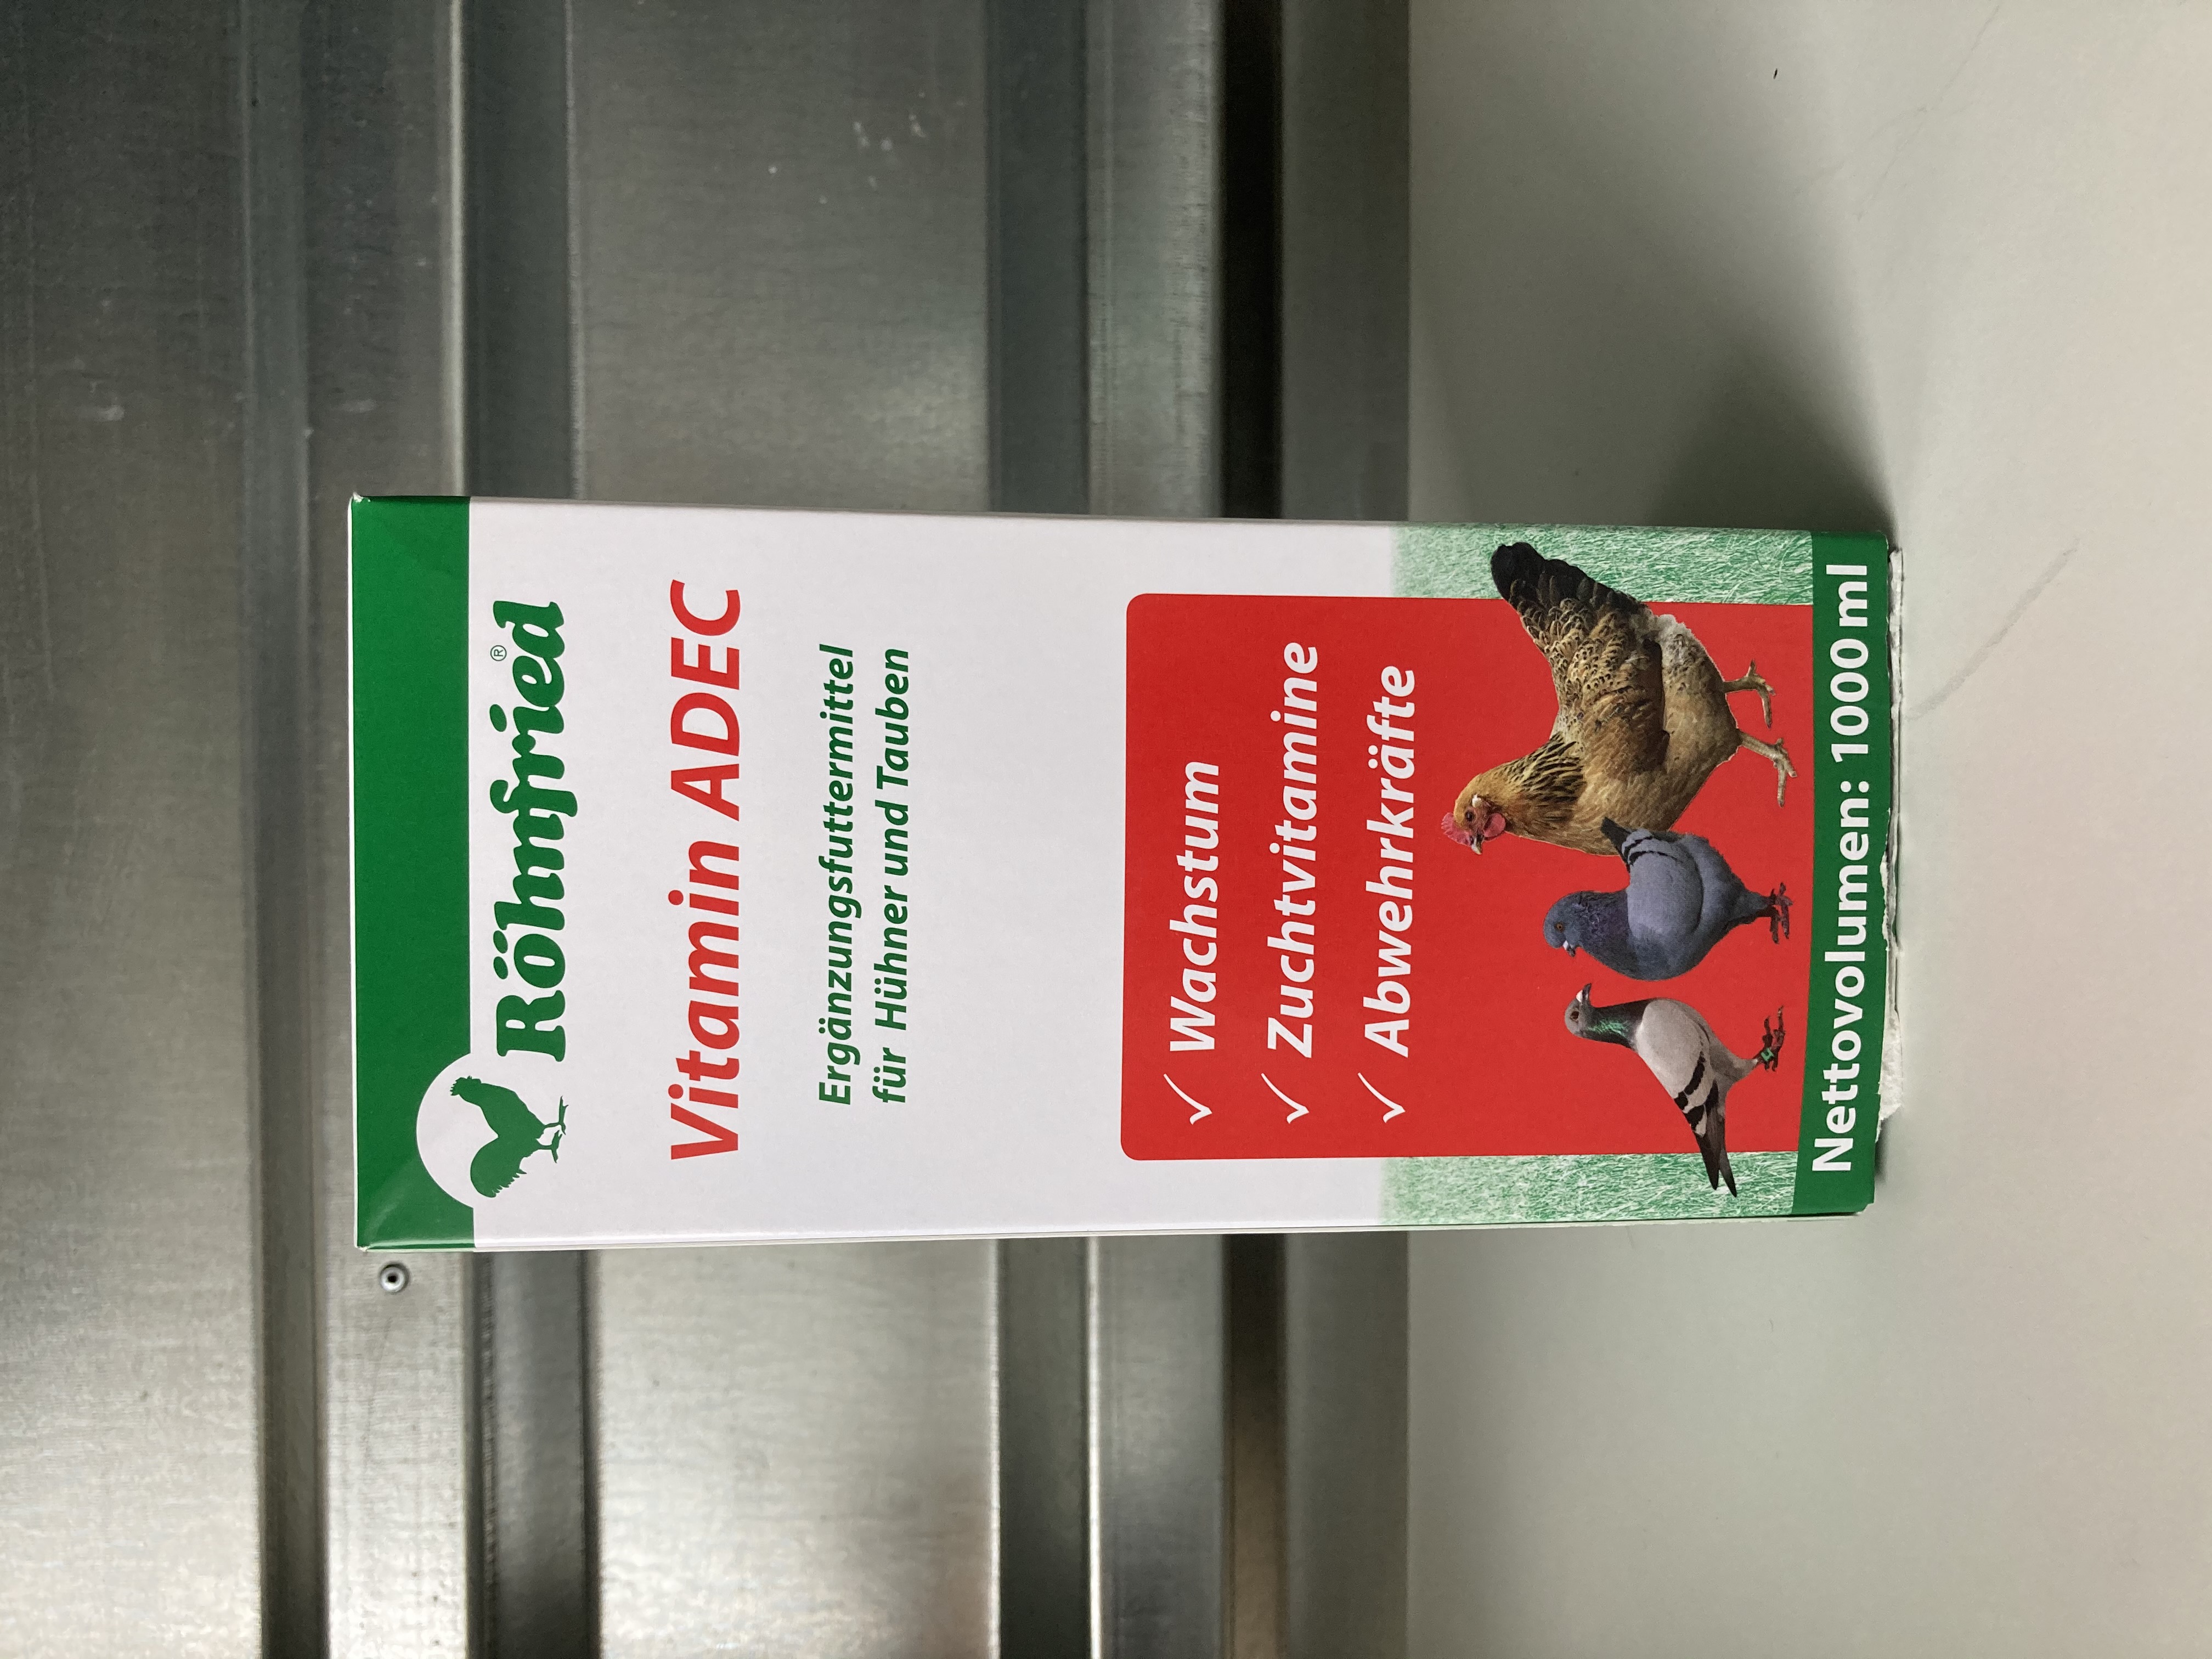 Röhnfried®
Vitamin ADEC
Ergänzungsfuttermittel
für Hühner und Tauben
✓ Wachstum
✓ Zuchtvitamine
✓ Abwehrkräfte
Nettovolumen: 1000 ml